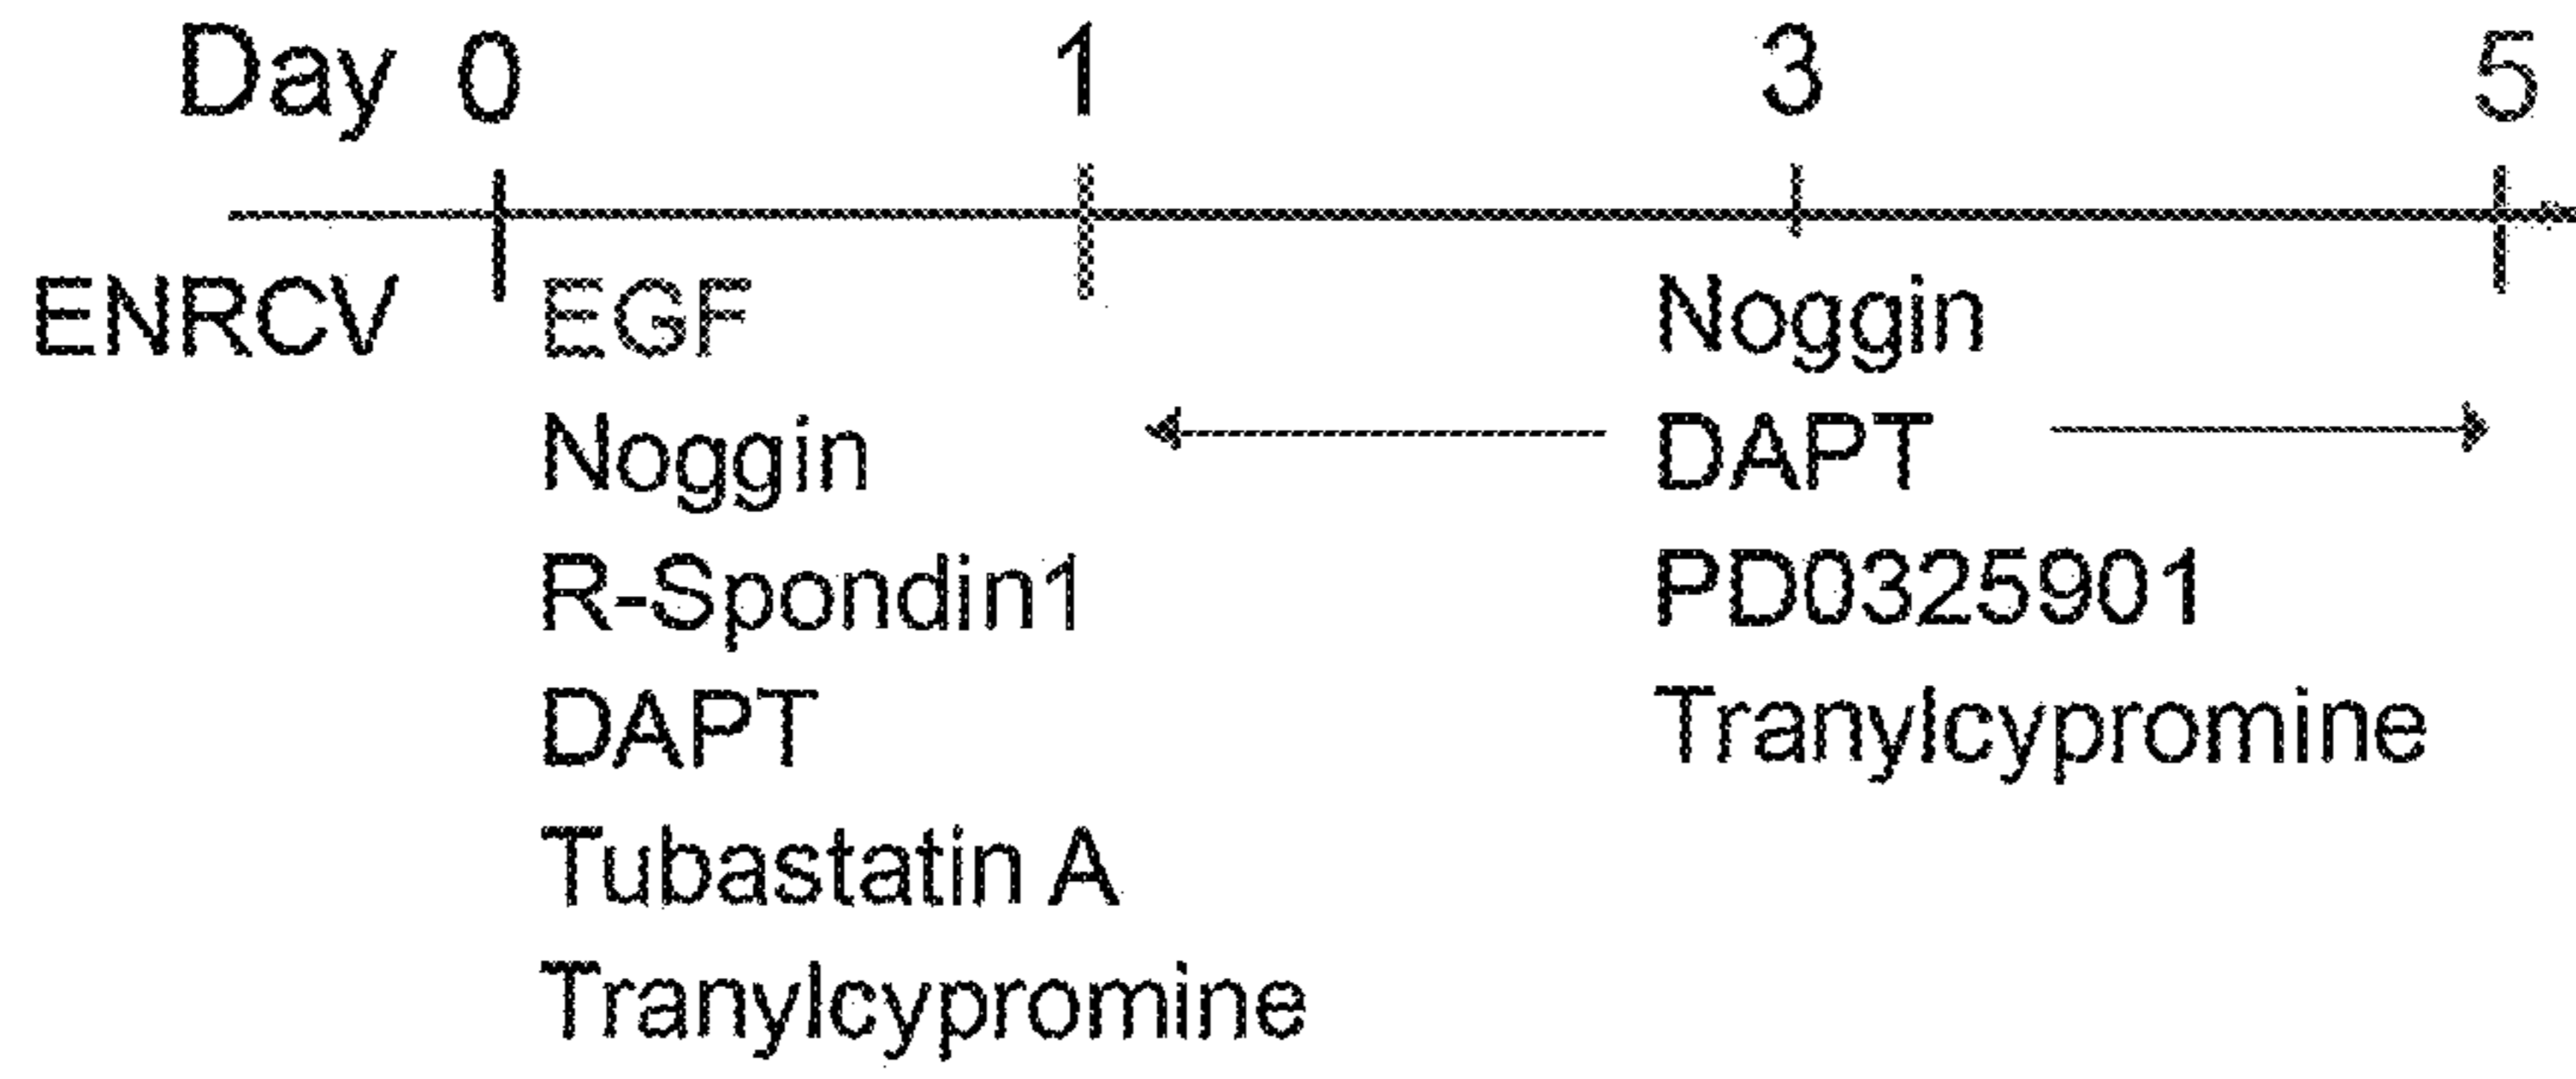 Day 0 1 3 5
ENRCV EGF Noggin
Noggin DAPT
R-Spondin1 PD0325901
DAPT Tranylcypromine
Tubastatin A
Tranylcypromine